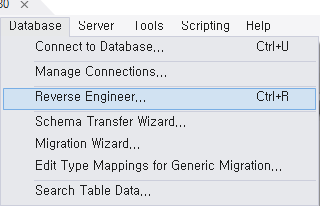 Database Server Tools Scripting Help
Connect to Database... Ctrl+U
Manage Connections...
Reverse Engineer... Ctrl+R
Schema Transfer Wizard...
Migration Wizard...
Edit Type Mappings for Generic Migration...
Search Table Data...